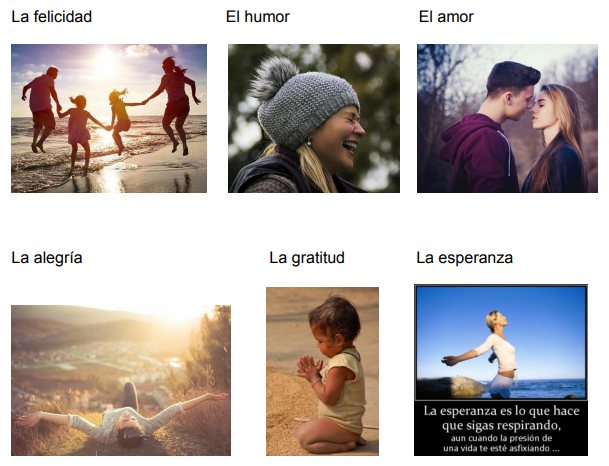 La felicidad
El humor
El amor
La alegría
La gratitud
La esperanza
La esperanza es lo que hace
que sigas respirando,
aun cuando la presión de
una vida te esté asfixiando ...